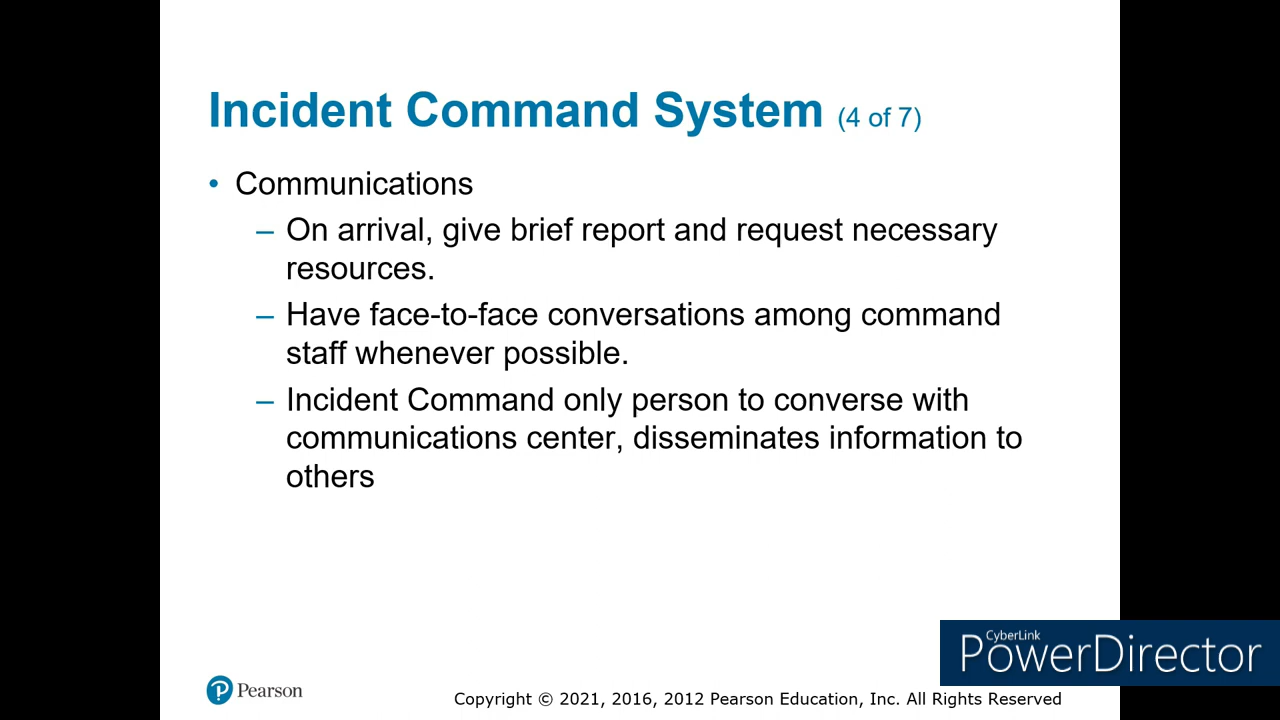 Incident Command System (4 of 7)
• Communications
– On arrival, give brief report and request necessary
resources.
– Have face-to-face conversations among command
staff whenever possible.
– Incident Command only person to converse with
communications center, disseminates information to
others
CyberLink
PowerDirector
Pearson
Copyright © 2021, 2016, 2012 Pearson Education, Inc. All Rights Reserved